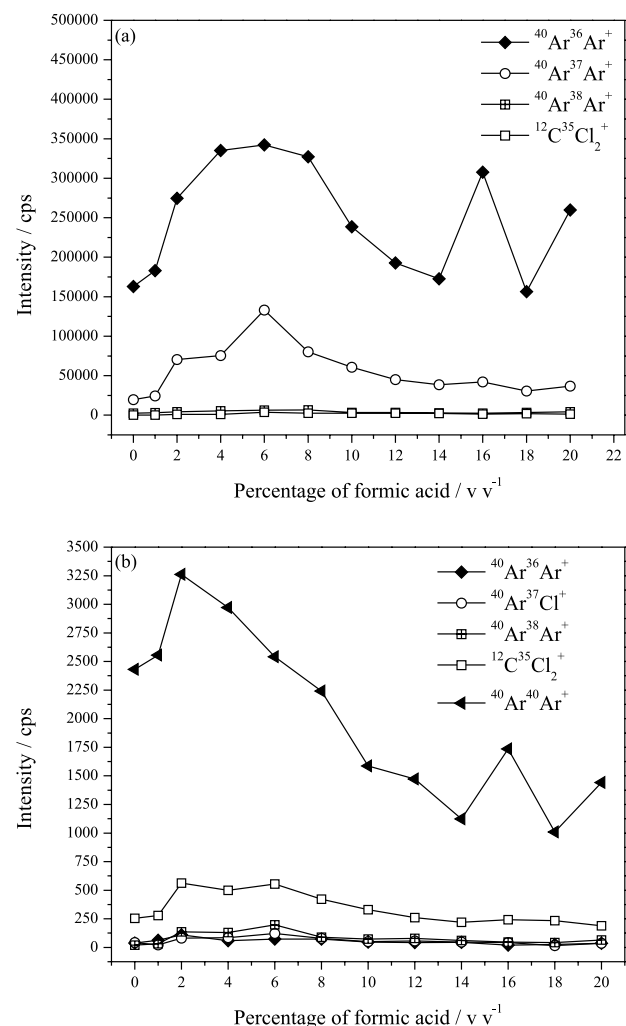 (a)
⁴⁰Ar³⁶Ar⁺
⁴⁰Ar³⁷Ar⁺
⁴⁰Ar³⁸Ar⁺
¹²C³⁵Cl₂⁺
500000
450000
400000
350000
300000
250000
200000
150000
100000
50000
0
Intensity / cps
0 2 4 6 8 10 12 14 16 18 20 22
Percentage of formic acid / v v⁻¹
(b)
⁴⁰Ar³⁶Ar⁺
⁴⁰Ar³⁷Cl⁺
⁴⁰Ar³⁸Ar⁺
¹²C³⁵Cl₂⁺
⁴⁰Ar⁴⁰Ar⁺
3500
3250
3000
2750
2500
2250
2000
1750
1500
1250
1000
750
500
250
0
Intensity / cps
0 2 4 6 8 10 12 14 16 18 20
Percentage of formic acid / v v⁻¹